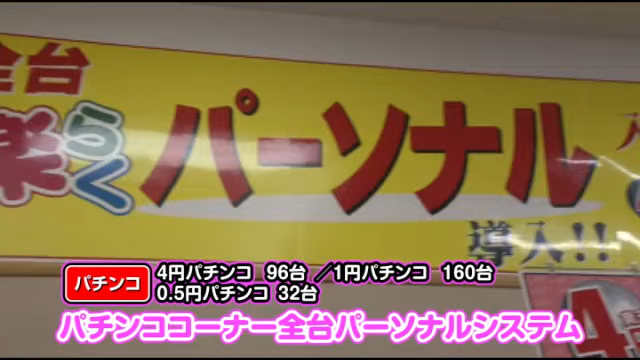 全台
楽らく パーソナル
導入!!
4
パチンコ
4円パチンコ 96台 ／1円パチンコ 160台
0.5円パチンコ 32台
パチンココーナー全台パーソナルシステム